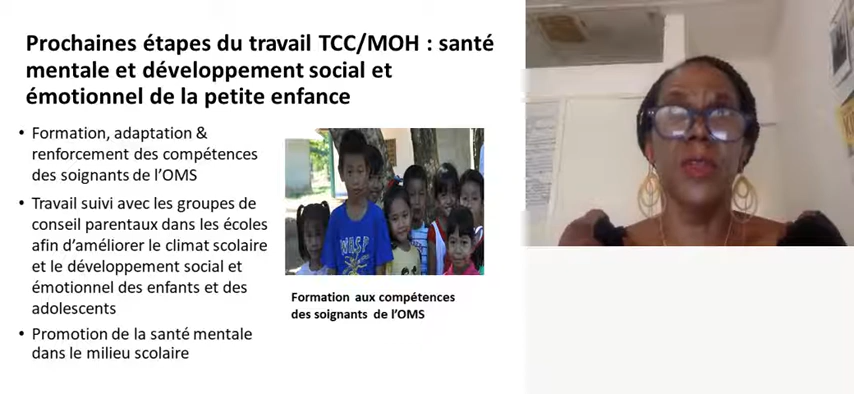 Prochaines étapes du travail TCC/MOH : santé
mentale et développement social et
émotionnel de la petite enfance
• Formation, adaptation &
renforcement des compétences
des soignants de l'OMS
• Travail suivi avec les groupes de
conseil parentaux dans les écoles
afin d'améliorer le climat scolaire
et le développement social et
émotionnel des enfants et des
adolescents
• Promotion de la santé mentale
dans le milieu scolaire
WASP
Formation aux compétences
des soignants de l'OMS